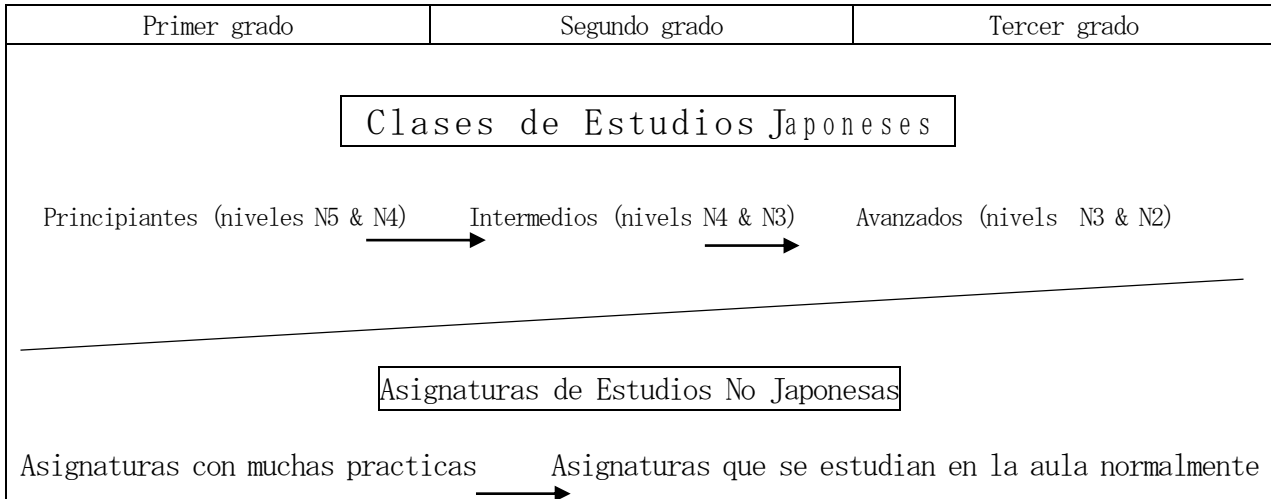 Primer grado Segundo grado Tercer grado
Clases de Estudios Japoneses
Principiantes (niveles N5 & N4) Intermedios (nivels N4 & N3) Avanzados (nivels N3 & N2)
Asignaturas de Estudios No Japonesas
Asignaturas con muchas practicas Asignaturas que se estudian en la aula normalmente